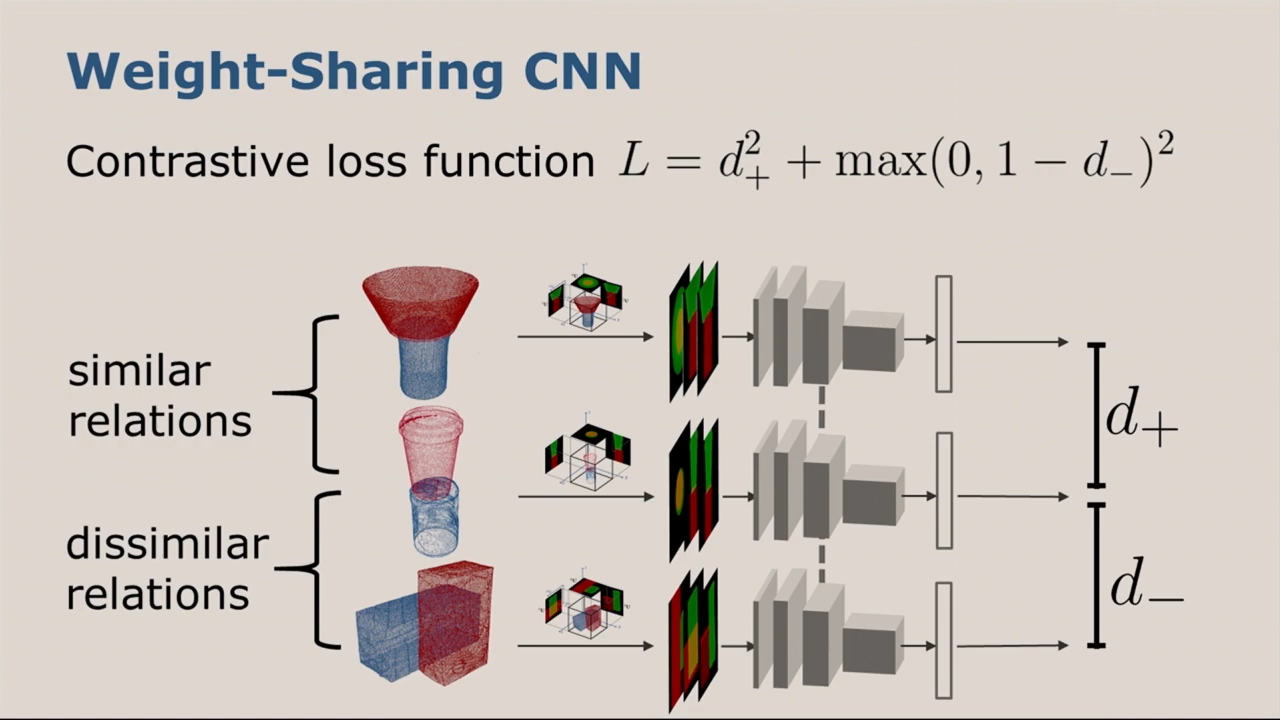 Weight-Sharing CNN
Contrastive loss function L = d₊² + max(0, 1 − d₋)²
similar
relations
dissimilar
relations
d₊
d₋